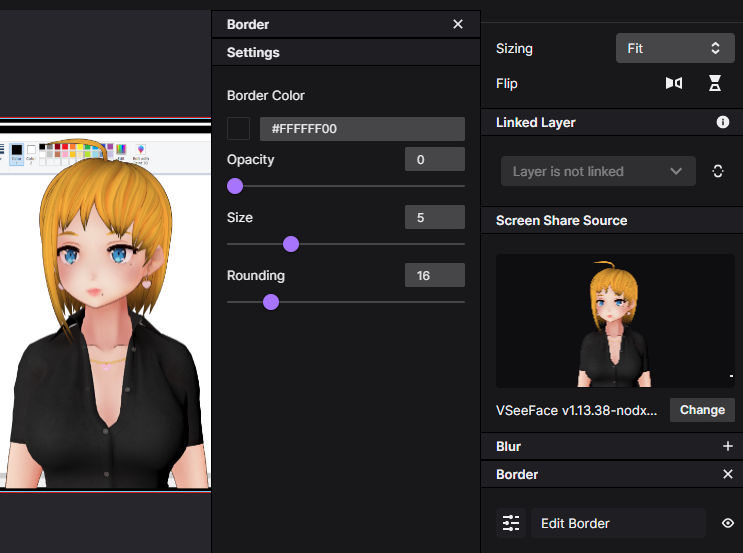 Border
Settings
Border Color
#FFFFFF00
Opacity
0
Size
5
Rounding
16
Sizing
Fit
Flip
Linked Layer
Layer is not linked
Screen Share Source
VSeeFace v1.13.38-nodx...
Change
Blur
Border
Edit Border